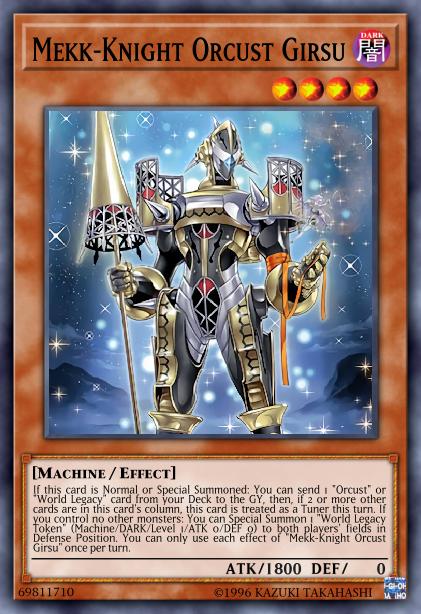 MEKK-KNIGHT ORCUST GIRSU
DARK
闇
[MACHINE / EFFECT]
If this card is Normal or Special Summoned: You can send 1 "Orcust" or
"World Legacy" card from your Deck to the GY, then, if 2 or more other
cards are in this card's column, this card is treated as a Tuner this turn. If
you control no other monsters: You can Special Summon 1 "World Legacy
Token" (Machine/DARK/Level 1/ATK 0/DEF 0) to both players' fields in
Defense Position. You can only use each effect of "Mekk-Knight Orcust
Girsu" once per turn.
ATK/1800 DEF/ 0
69811710
©1996 KAZUKI TAKAHASHI